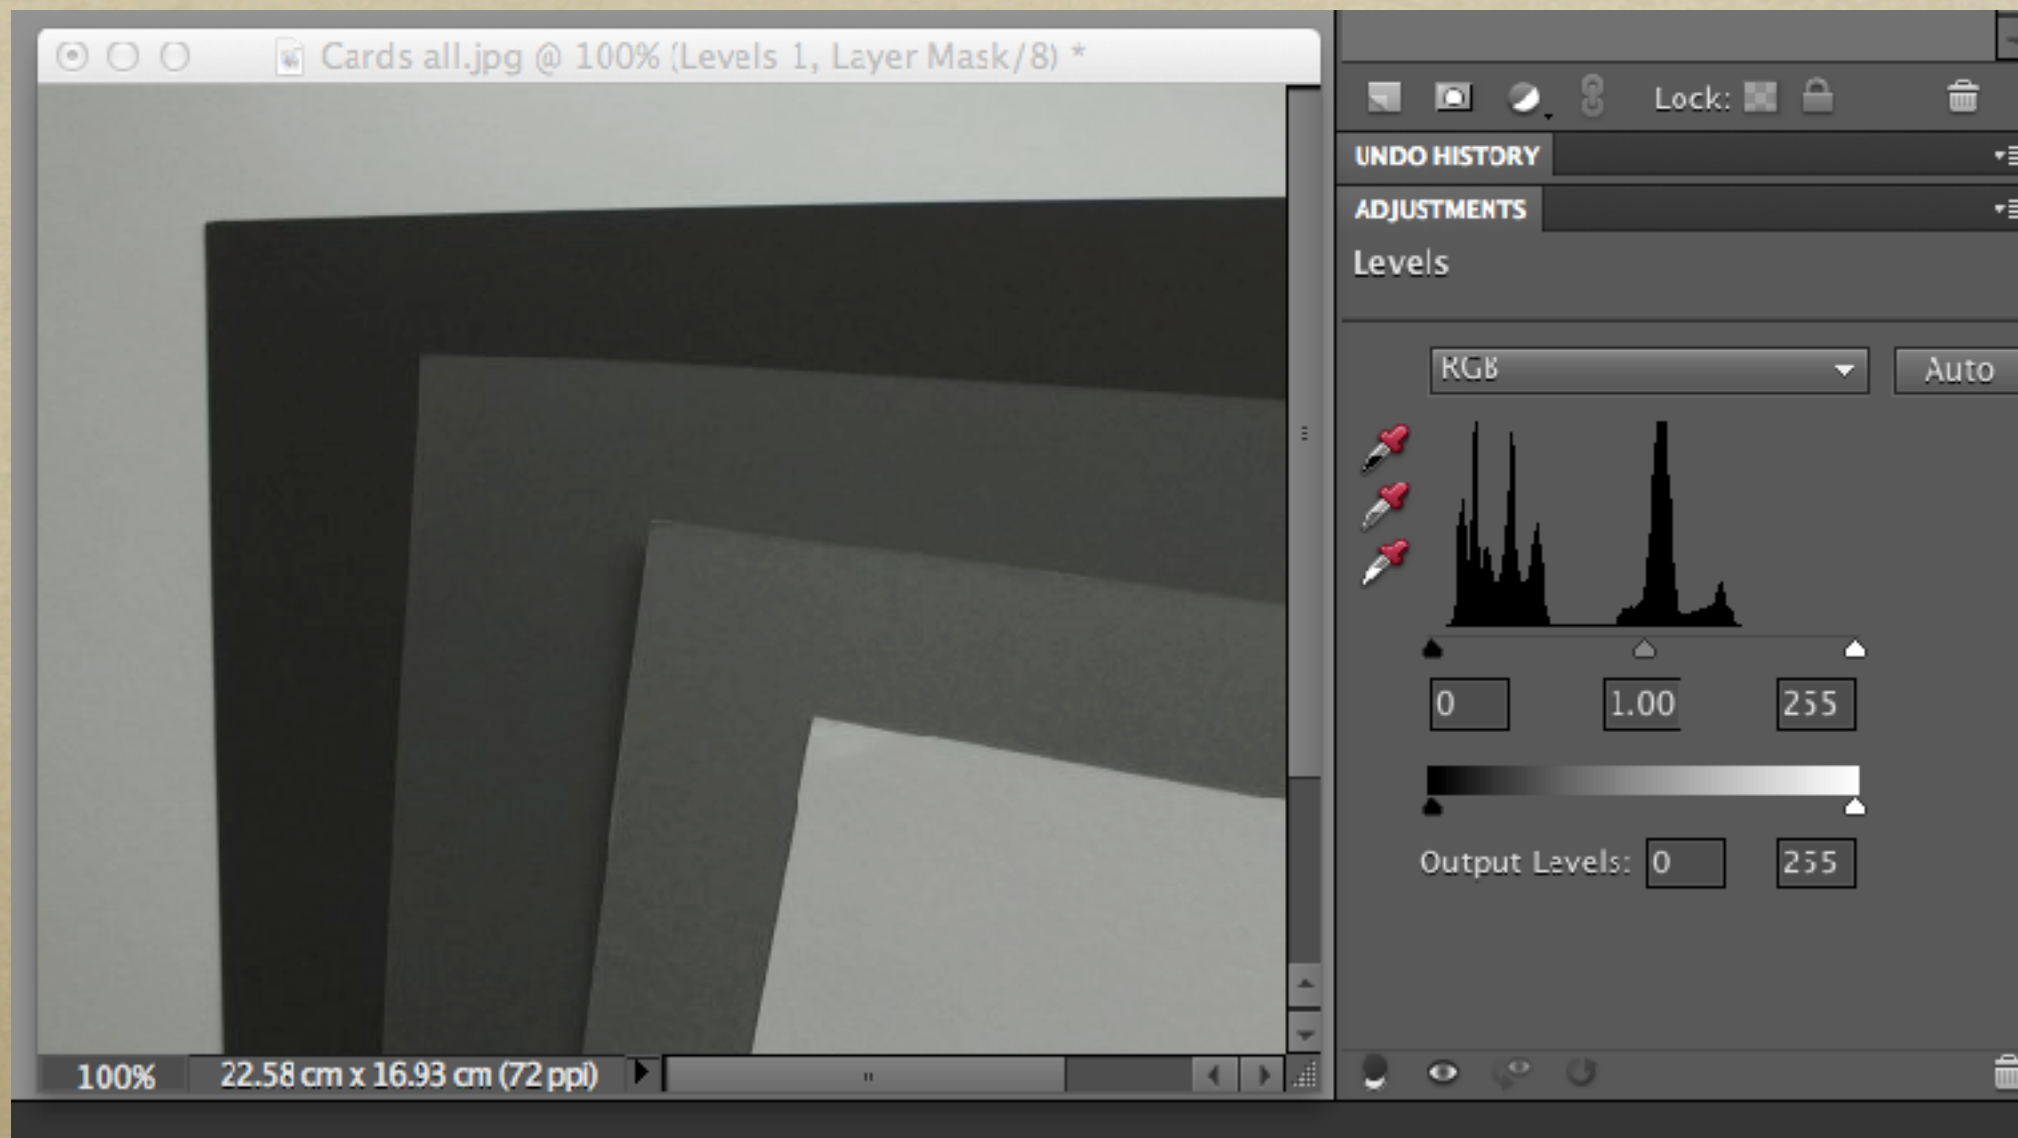 Cards all.jpg @ 100% (Levels 1, Layer Mask/8) *
Lock:
UNDO HISTORY
ADJUSTMENTS
Levels
RGB
Auto
0
1.00
255
Output Levels: 0 255
100%
22.58 cm x 16.93 cm (72 ppi)